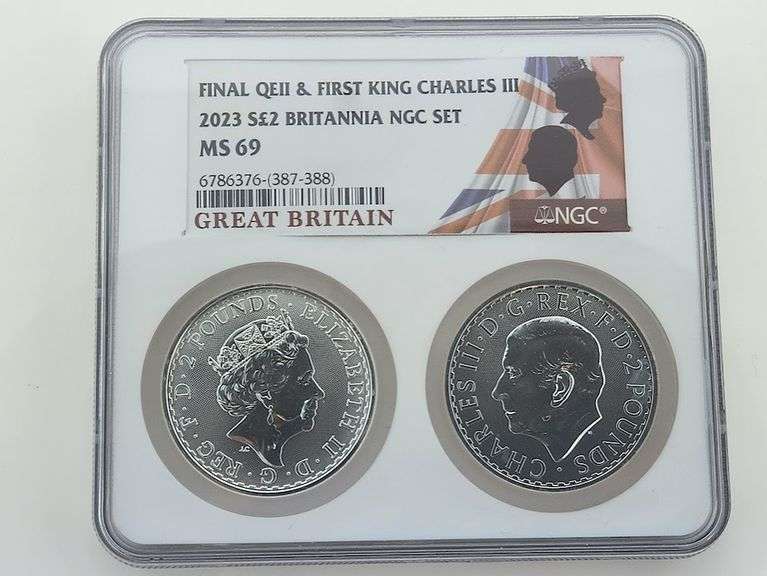 FINAL QEII & FIRST KING CHARLES III
2023 S£2 BRITANNIA NGC SET
MS 69
6786376-(387-388)
GREAT BRITAIN
NGC®
ELIZABETH II · D · G · REG · F · D · 2 POUNDS ·
J.C
CHARLES III · D · G · REX · F · D · 2 POUNDS ·